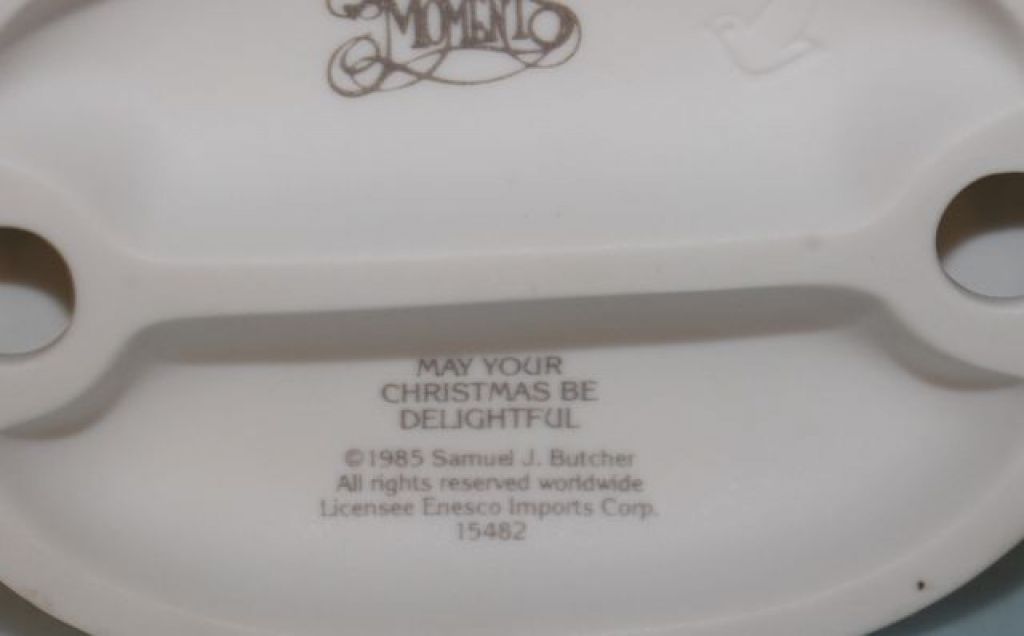 MOMENTS
MAY YOUR
CHRISTMAS BE
DELIGHTFUL
©1985 Samuel J. Butcher
All rights reserved worldwide
Licensee Enesco Imports Corp.
15482